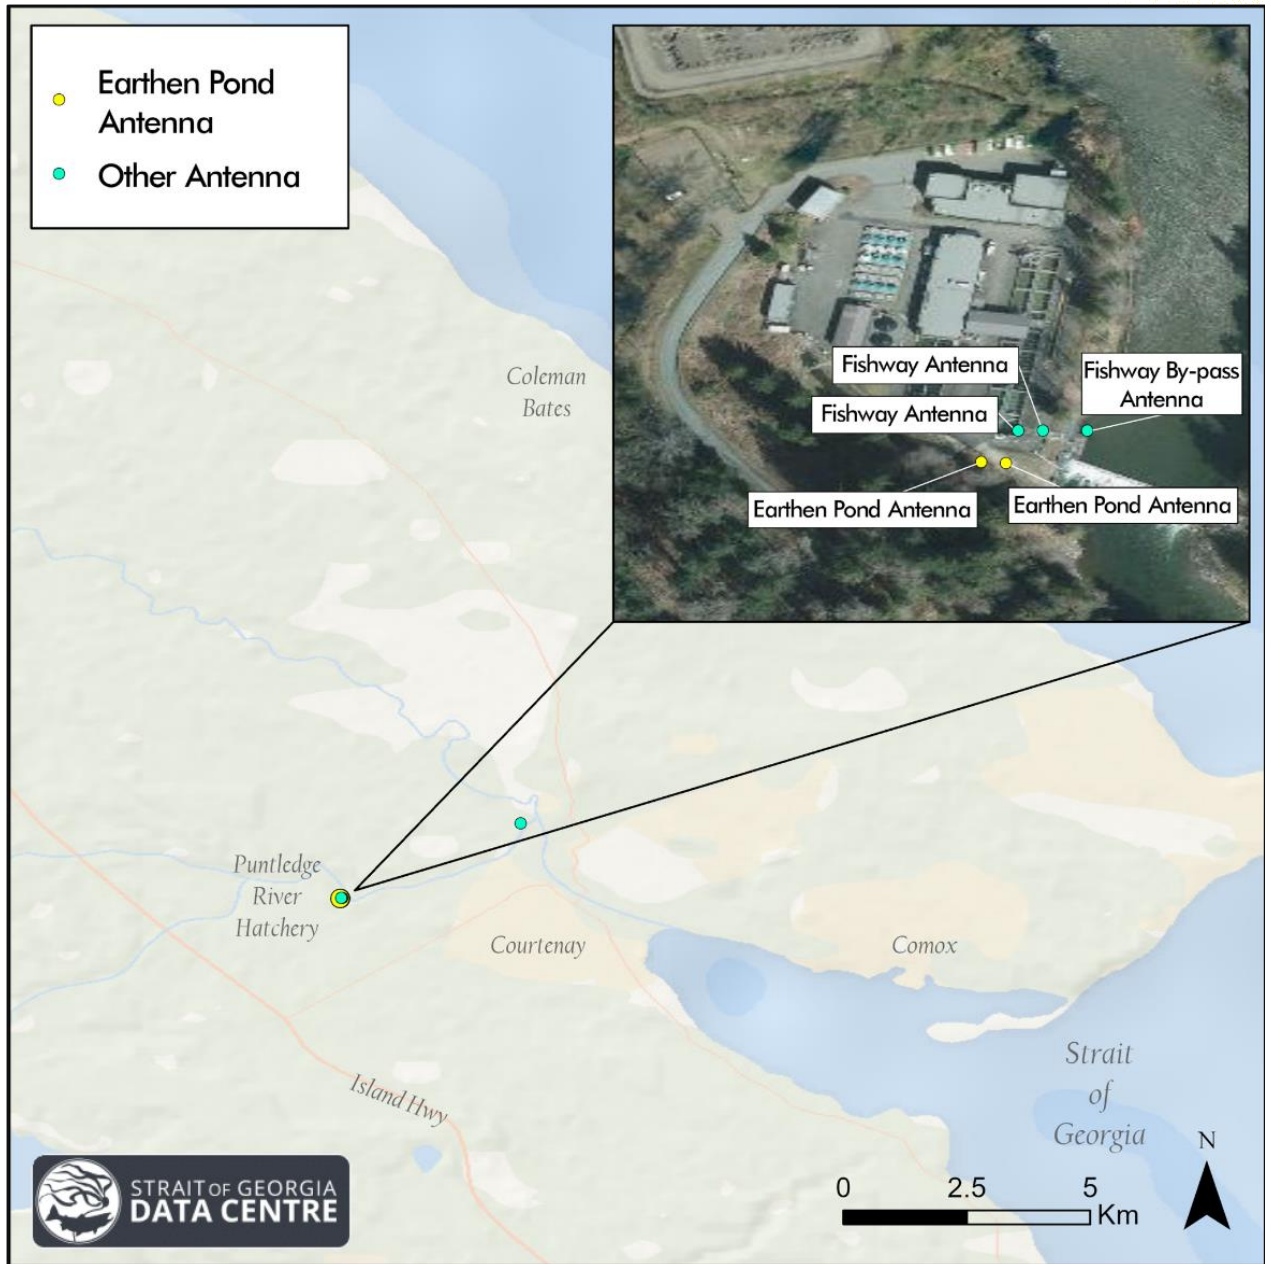 Earthen Pond
Antenna
Other Antenna
Fishway Antenna
Fishway By-pass
Antenna
Fishway Antenna
Earthen Pond Antenna
Earthen Pond Antenna
Coleman
Bates
Puntledge
River
Hatchery
Courtenay
Comox
Strait
of
Georgia
Island Hwy
STRAIT OF GEORGIA
DATA CENTRE
0 2.5 5
Km
N